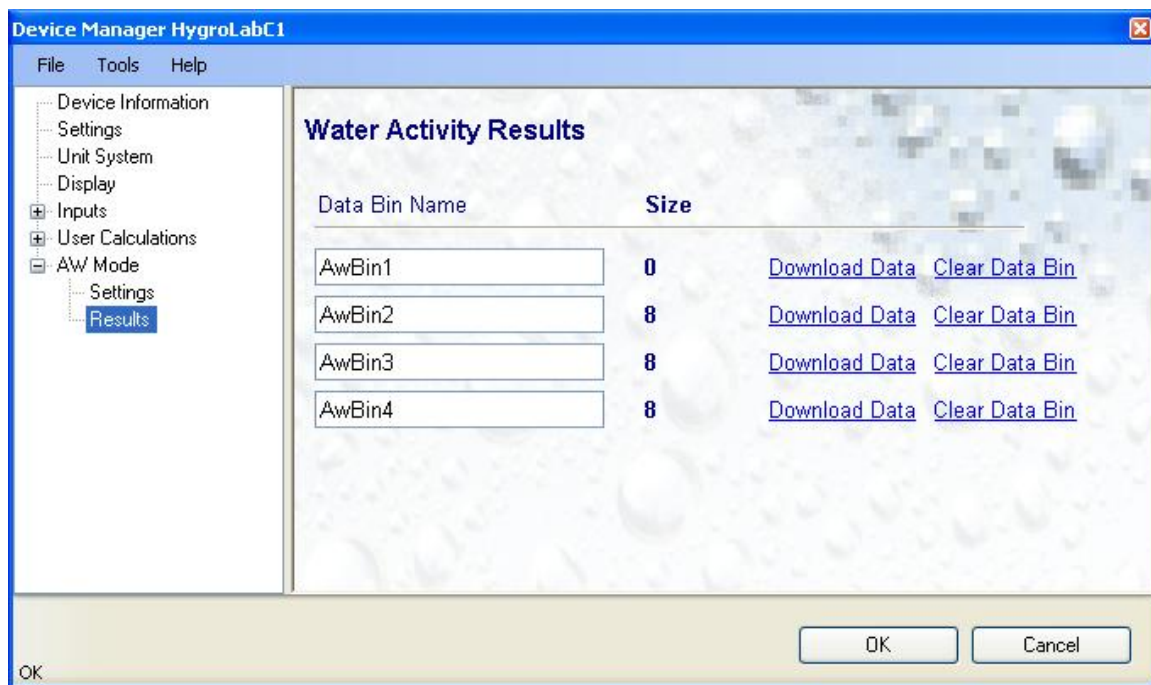 Device Manager HygroLabC1
File Tools Help
Device Information
Settings
Unit System
Display
Inputs
User Calculations
AW Mode
Settings
Results
Water Activity Results
Data Bin Name Size
AwBin1 0 Download Data Clear Data Bin
AwBin2 8 Download Data Clear Data Bin
AwBin3 8 Download Data Clear Data Bin
AwBin4 8 Download Data Clear Data Bin
OK Cancel
OK